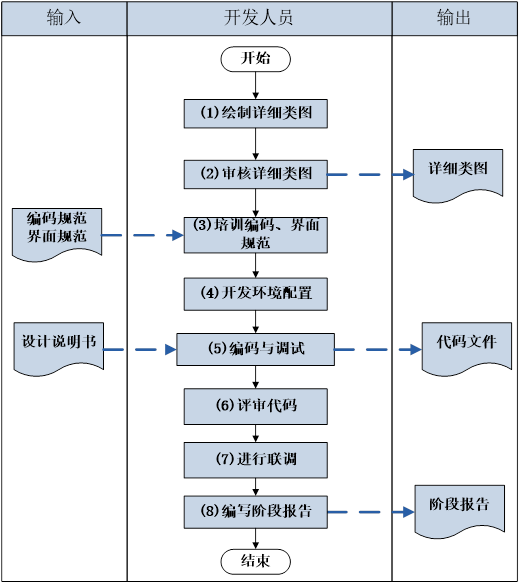 输入
开发人员
输出
开始
(1)绘制详细类图
(2)审核详细类图
详细类图
编码规范
界面规范
(3)培训编码、界面
规范
(4)开发环境配置
设计说明书
(5)编码与调试
代码文件
(6)评审代码
(7)进行联调
(8)编写阶段报告
阶段报告
结束